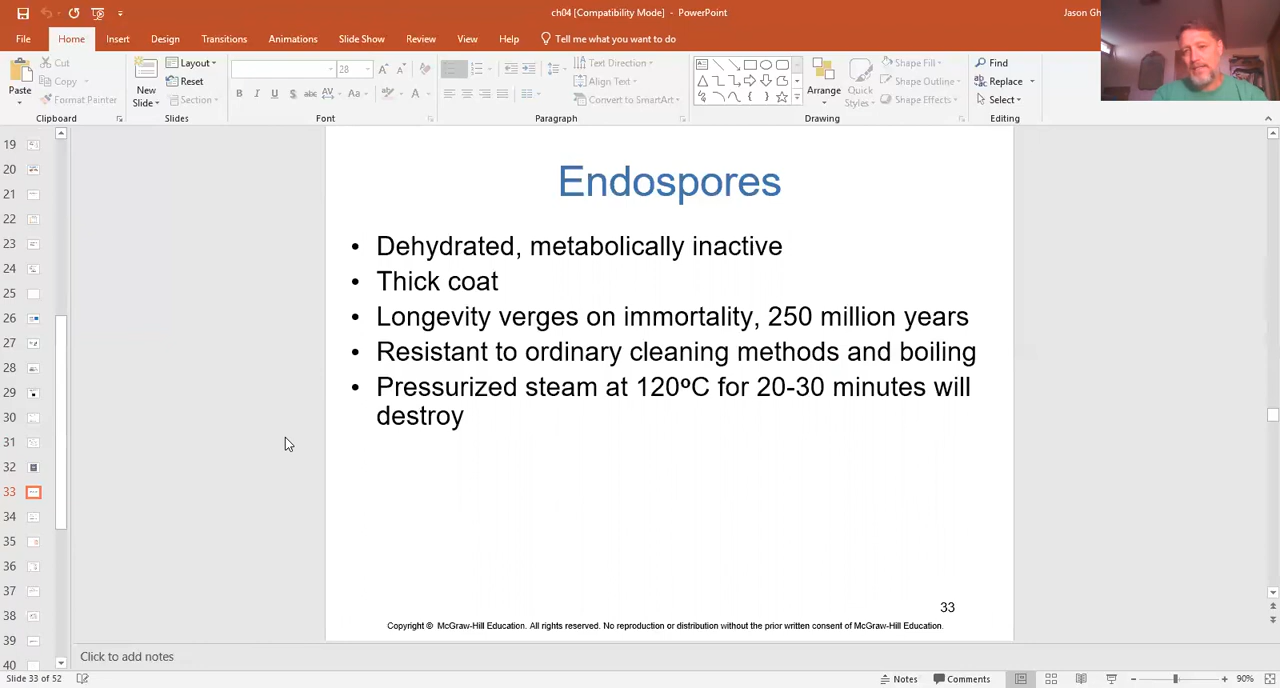 ch04 [Compatibility Mode] - PowerPoint
Jason Gh
File Home Insert Design Transitions Animations Slide Show Review View Help Tell me what you want to do
Paste
Cut
Copy
Format Painter
Clipboard
New
Slide
Layout
Reset
Section
Slides
28
B I U S abc AV Aa A
Font
Text Direction
Align Text
Convert to SmartArt
Paragraph
Arrange
Quick
Styles
Shape Fill
Shape Outline
Shape Effects
Drawing
Find
Replace
Select
Editing
19
20
21
22
23
24
25
26
27
28
29
30
31
32
33
34
35
36
37
38
39
40
Endospores
• Dehydrated, metabolically inactive
• Thick coat
• Longevity verges on immortality, 250 million years
• Resistant to ordinary cleaning methods and boiling
• Pressurized steam at 120ºC for 20-30 minutes will
destroy
33
Copyright © McGraw-Hill Education. All rights reserved. No reproduction or distribution without the prior written consent of McGraw-Hill Education.
Click to add notes
Slide 33 of 52
Notes Comments 90%